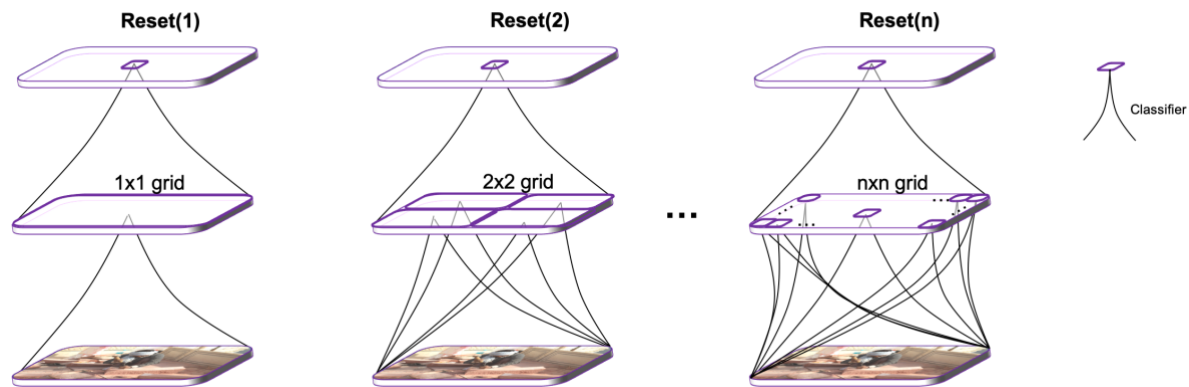 Reset(1)
Reset(2)
Reset(n)
Classifier
1x1 grid
2x2 grid
nxn grid
...
...
...
...
...